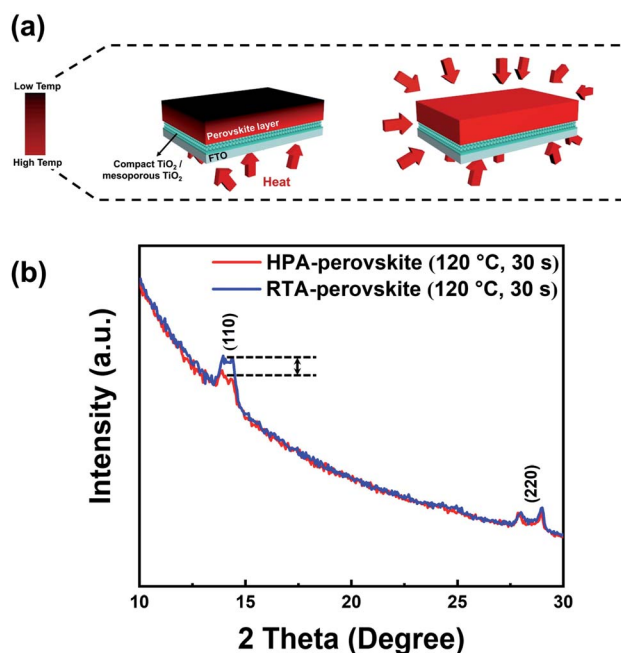 (a)
Low Temp
High Temp
Perovskite layer
FTO
Compact TiO₂ /
mesoporous TiO₂
Heat
(b)
HPA-perovskite (120 °C, 30 s)
RTA-perovskite (120 °C, 30 s)
(110)
(220)
Intensity (a.u.)
10 15 20 25 30
2 Theta (Degree)